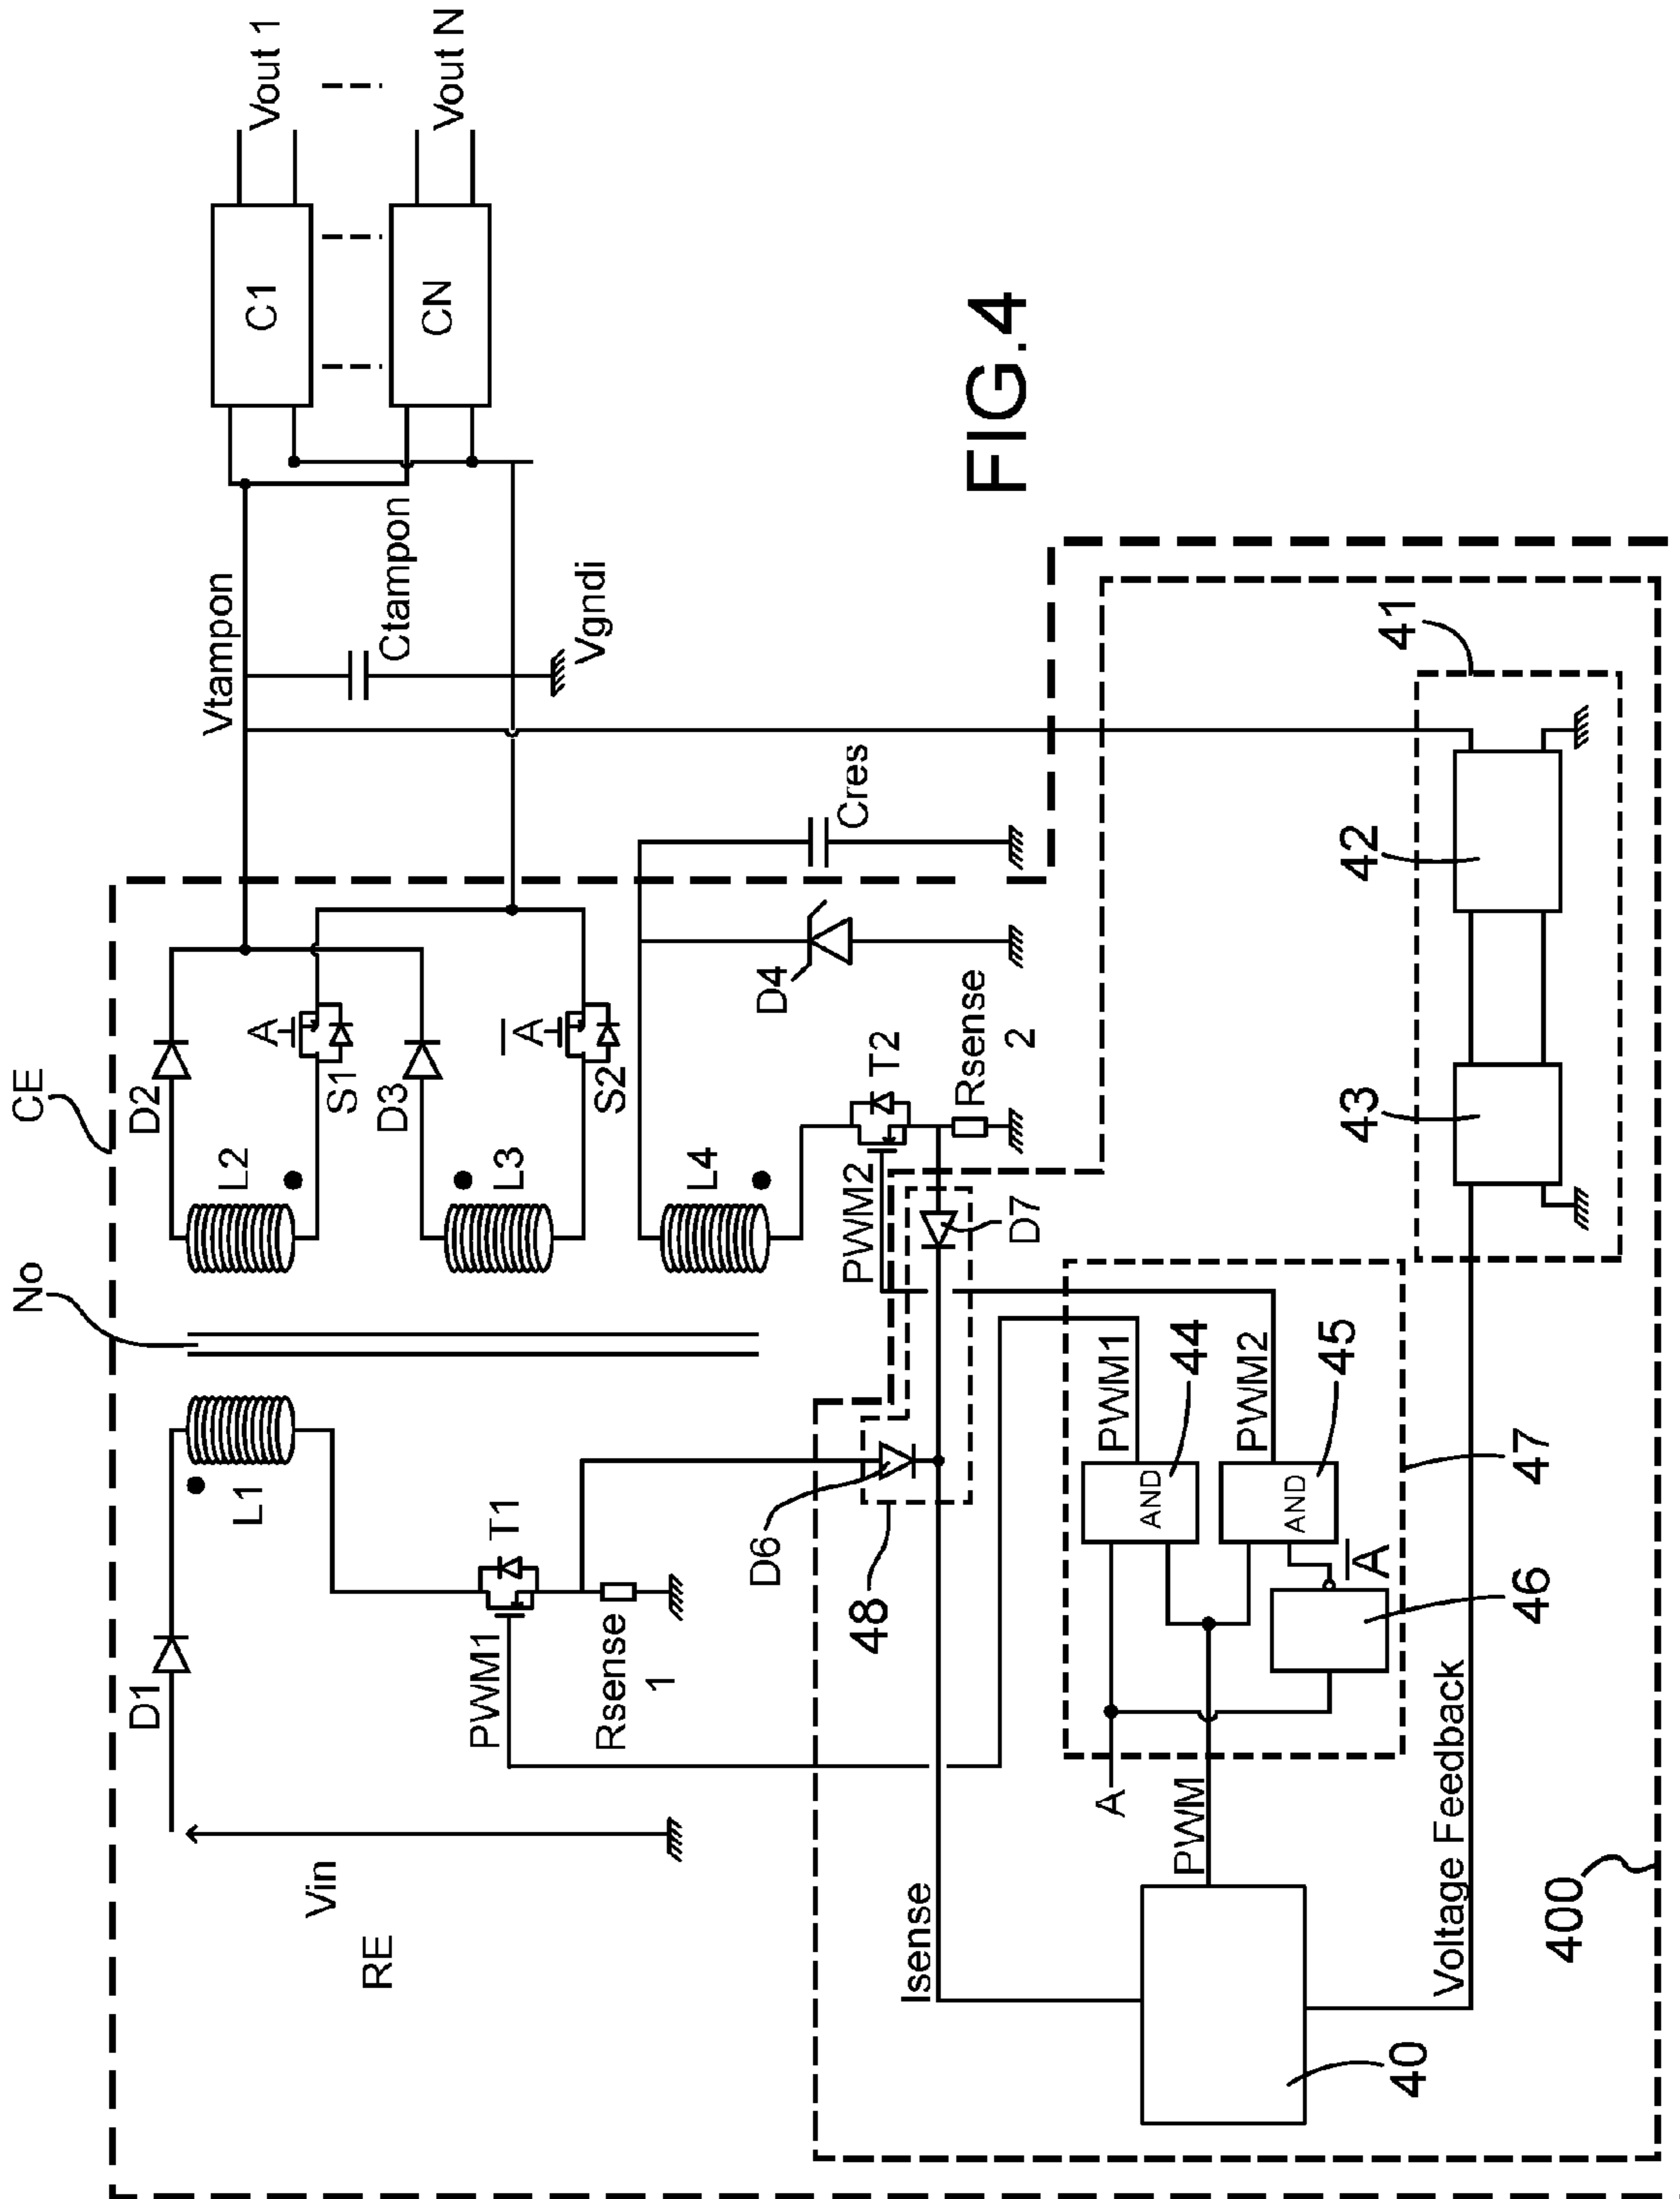 CE
No
D1
L1
Vin
RE
T1
PWM1
Rsense
1
D2
L2
A
S1
D3
L3
A
S2
L4
D4
T2
PWM2
Rsense
2
Cres
Vtampon
Ctampon
Vgndi
C1
CN
Vout 1
Vout N
D6
D7
48
Isense
PWM1
44
AND
PWM2
45
AND
A
46
47
A
PWM
40
Voltage Feedback
400
41
42
43
FIG.4